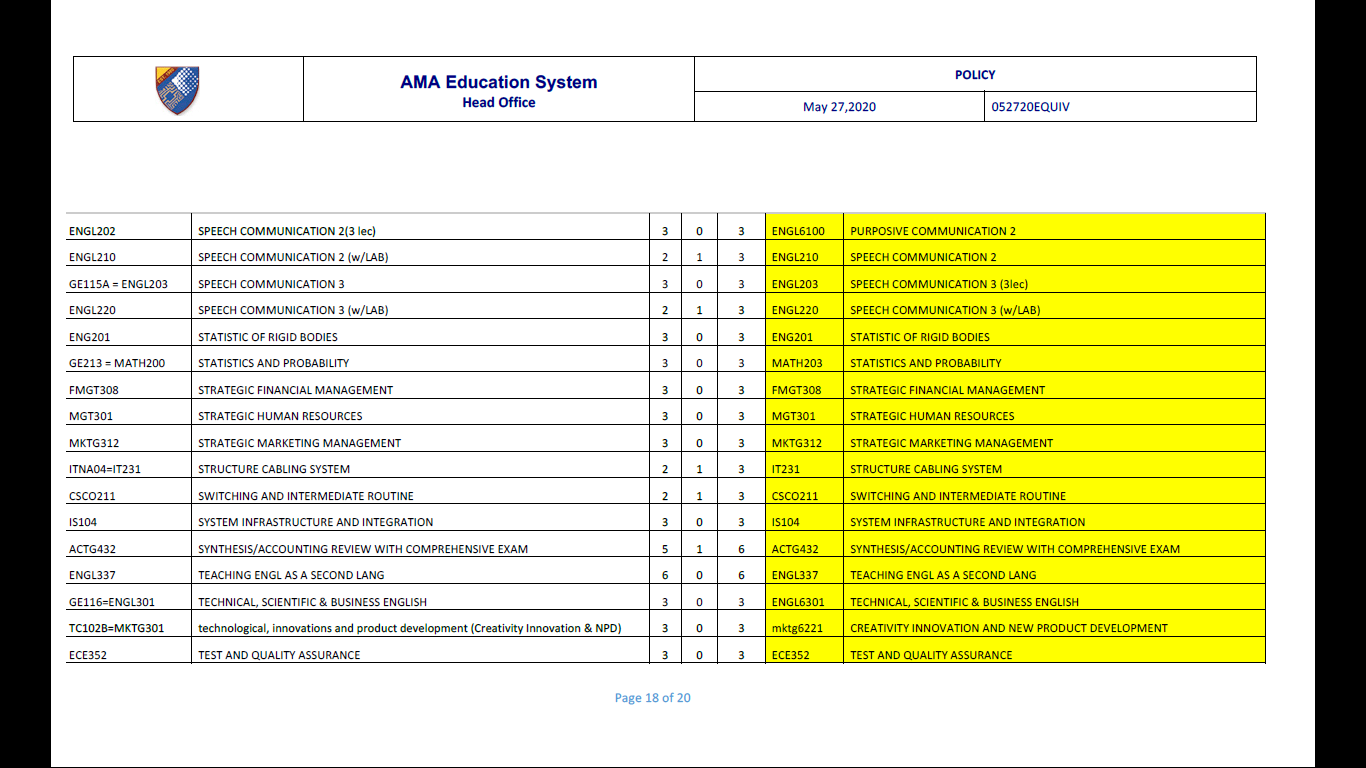 AMA Education System
Head Office
POLICY
May 27,2020 052720EQUIV
ENGL202 SPEECH COMMUNICATION 2(3 lec) 3 0 3 ENGL6100 PURPOSIVE COMMUNICATION 2
ENGL210 SPEECH COMMUNICATION 2 (w/LAB) 2 1 3 ENGL210 SPEECH COMMUNICATION 2
GE115A = ENGL203 SPEECH COMMUNICATION 3 3 0 3 ENGL203 SPEECH COMMUNICATION 3 (3lec)
ENGL220 SPEECH COMMUNICATION 3 (w/LAB) 2 1 3 ENGL220 SPEECH COMMUNICATION 3 (w/LAB)
ENG201 STATISTIC OF RIGID BODIES 3 0 3 ENG201 STATISTIC OF RIGID BODIES
GE213 = MATH200 STATISTICS AND PROBABILITY 3 0 3 MATH203 STATISTICS AND PROBABILITY
FMGT308 STRATEGIC FINANCIAL MANAGEMENT 3 0 3 FMGT308 STRATEGIC FINANCIAL MANAGEMENT
MGT301 STRATEGIC HUMAN RESOURCES 3 0 3 MGT301 STRATEGIC HUMAN RESOURCES
MKTG312 STRATEGIC MARKETING MANAGEMENT 3 0 3 MKTG312 STRATEGIC MARKETING MANAGEMENT
ITNA04=IT231 STRUCTURE CABLING SYSTEM 2 1 3 IT231 STRUCTURE CABLING SYSTEM
CSCO211 SWITCHING AND INTERMEDIATE ROUTINE 2 1 3 CSCO211 SWITCHING AND INTERMEDIATE ROUTINE
IS104 SYSTEM INFRASTRUCTURE AND INTEGRATION 3 0 3 IS104 SYSTEM INFRASTRUCTURE AND INTEGRATION
ACTG432 SYNTHESIS/ACCOUNTING REVIEW WITH COMPREHENSIVE EXAM 5 1 6 ACTG432 SYNTHESIS/ACCOUNTING REVIEW WITH COMPREHENSIVE EXAM
ENGL337 TEACHING ENGL AS A SECOND LANG 6 0 6 ENGL337 TEACHING ENGL AS A SECOND LANG
GE116=ENGL301 TECHNICAL, SCIENTIFIC & BUSINESS ENGLISH 3 0 3 ENGL6301 TECHNICAL, SCIENTIFIC & BUSINESS ENGLISH
TC102B=MKTG301 technological, innovations and product development (Creativity Innovation & NPD) 3 0 3 mktg6221 CREATIVITY INNOVATION AND NEW PRODUCT DEVELOPMENT
ECE352 TEST AND QUALITY ASSURANCE 3 0 3 ECE352 TEST AND QUALITY ASSURANCE
Page 18 of 20